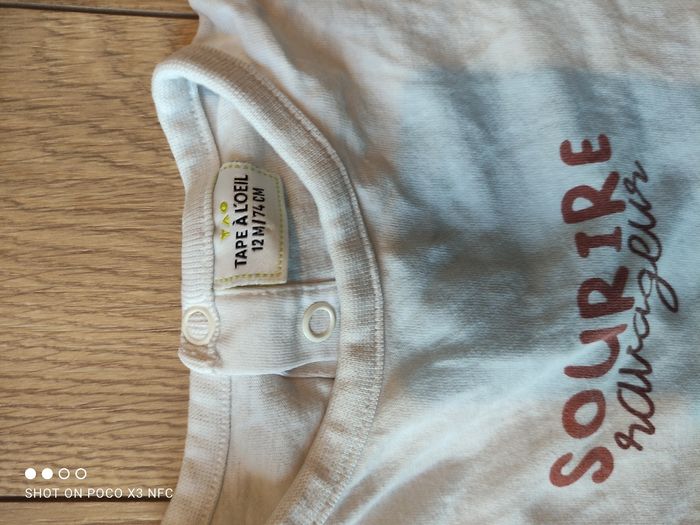 TAO
TAPE À L'OEIL
12 M / 74 CM
SOURIRE
ravageur
SHOT ON POCO X3 NFC